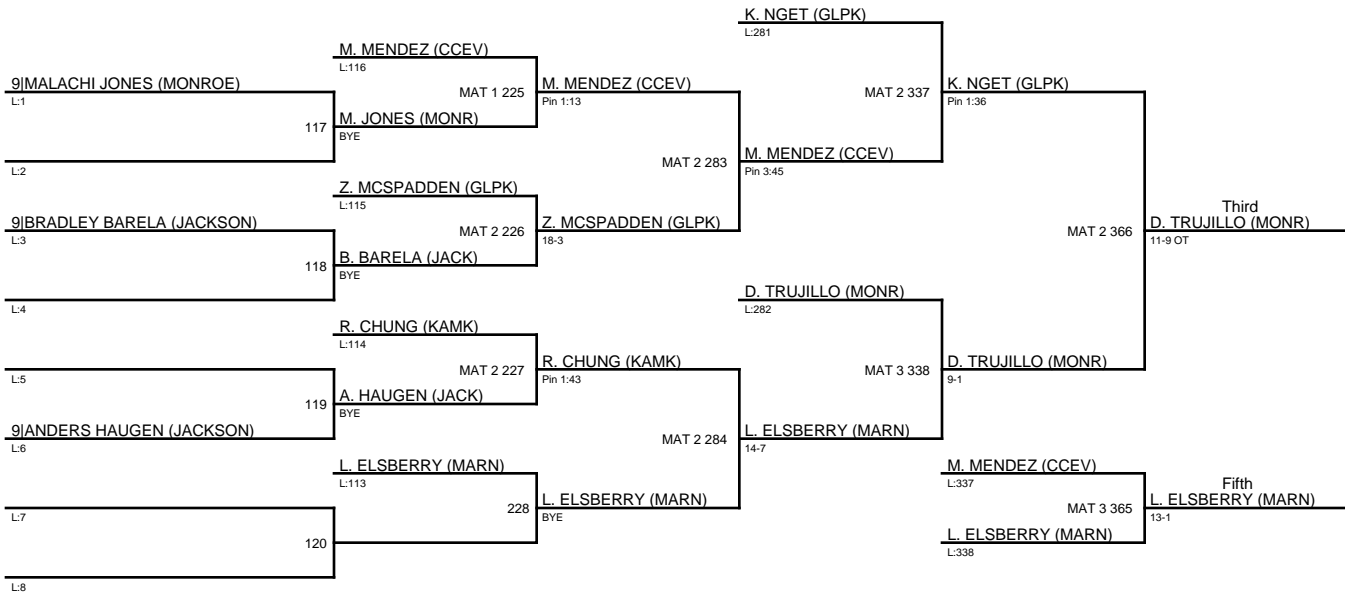 K. NGET (GLPK)
L:281
M. MENDEZ (CCEV)
L:116
9|MALACHI JONES (MONROE)
L:1
MAT 1 225
M. MENDEZ (CCEV)
Pin 1:13
MAT 2 337
K. NGET (GLPK)
Pin 1:36
117
M. JONES (MONR)
BYE
L:2
MAT 2 283
M. MENDEZ (CCEV)
Pin 3:45
Z. MCSPADDEN (GLPK)
L:115
9|BRADLEY BARELA (JACKSON)
L:3
MAT 2 226
Z. MCSPADDEN (GLPK)
18-3
MAT 2 366
Third
D. TRUJILLO (MONR)
11-9 OT
118
B. BARELA (JACK)
BYE
L:4
D. TRUJILLO (MONR)
L:282
R. CHUNG (KAMK)
L:114
L:5
MAT 2 227
R. CHUNG (KAMK)
Pin 1:43
MAT 3 338
D. TRUJILLO (MONR)
9-1
119
A. HAUGEN (JACK)
BYE
9|ANDERS HAUGEN (JACKSON)
L:6
MAT 2 284
L. ELSBERRY (MARN)
14-7
L. ELSBERRY (MARN)
L:113
M. MENDEZ (CCEV)
L:337
L:7
228
L. ELSBERRY (MARN)
BYE
MAT 3 365
Fifth
L. ELSBERRY (MARN)
13-1
120
L. ELSBERRY (MARN)
L:338
L:8